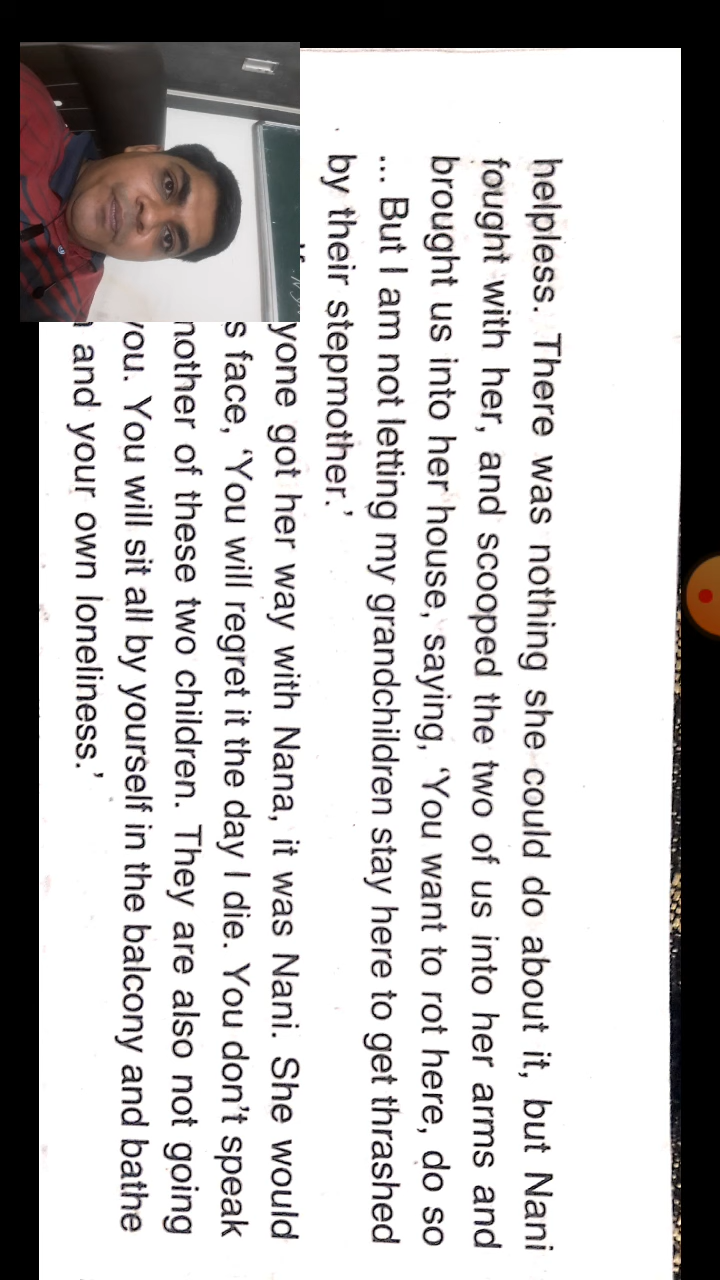 helpless. There was nothing she could do about it, but Nani
fought with her, and scooped the two of us into her arms and
brought us into her house, saying, ‘You want to rot here, do so
... But I am not letting my grandchildren stay here to get thrashed
by their stepmother.’
got her way with Nana, it was Nani. She would
face, ‘You will regret it the day I die. You don’t speak
of these two children. They are also not going
You will sit all by yourself in the balcony and bathe
and your own loneliness.’